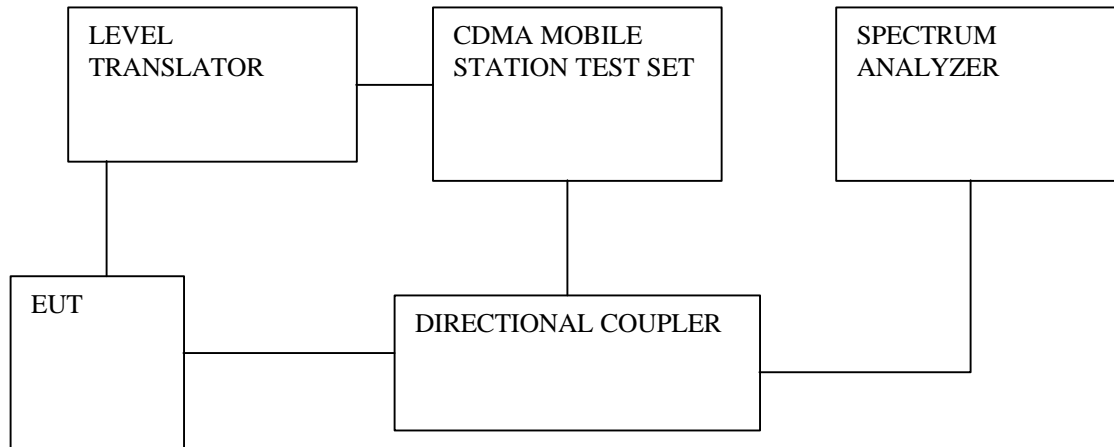 LEVEL
TRANSLATOR
CDMA MOBILE
STATION TEST SET
SPECTRUM
ANALYZER
EUT
DIRECTIONAL COUPLER